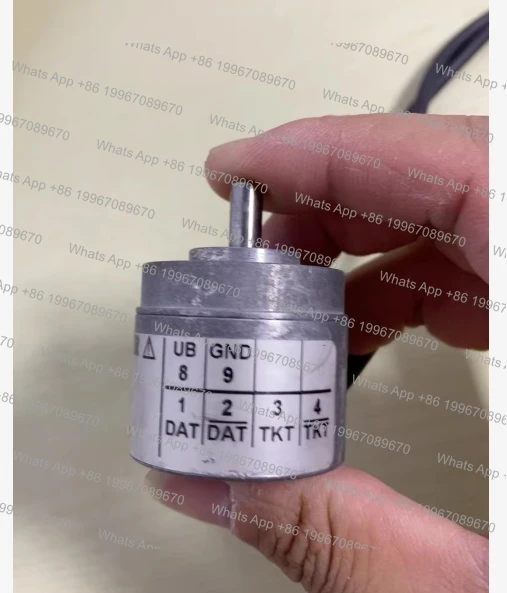 UB GND
8 9
1 2 3 4
DAT DAT TKT TKT
Whats App +86 19967089670